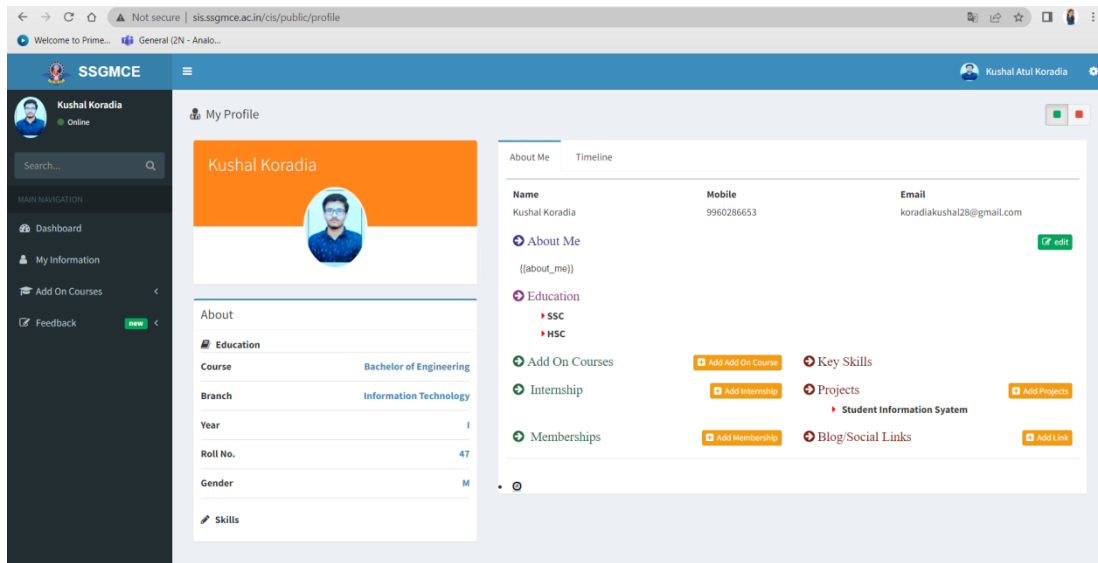 Not secure | sis.ssgmce.ac.in/cis/public/profile
Welcome to Prime... General (2N - Analo...
SSGMCE
Kushal Atul Koradia
Kushal Koradia
Online
Search...
MAIN NAVIGATION
Dashboard
My Information
Add On Courses
Feedback new
My Profile
Kushal Koradia
About
Education
Course Bachelor of Engineering
Branch Information Technology
Year I
Roll No. 47
Gender M
Skills
About Me Timeline
Name Mobile Email
Kushal Koradia 9960286653 koradiakushal28@gmail.com
About Me edit
{{about_me}}
Education
SSC
HSC
Add On Courses Add Add On Course Key Skills
Internship Add Internship Projects Add Projects
Student Information Syatem
Memberships Add Membership Blog/Social Links Add Link